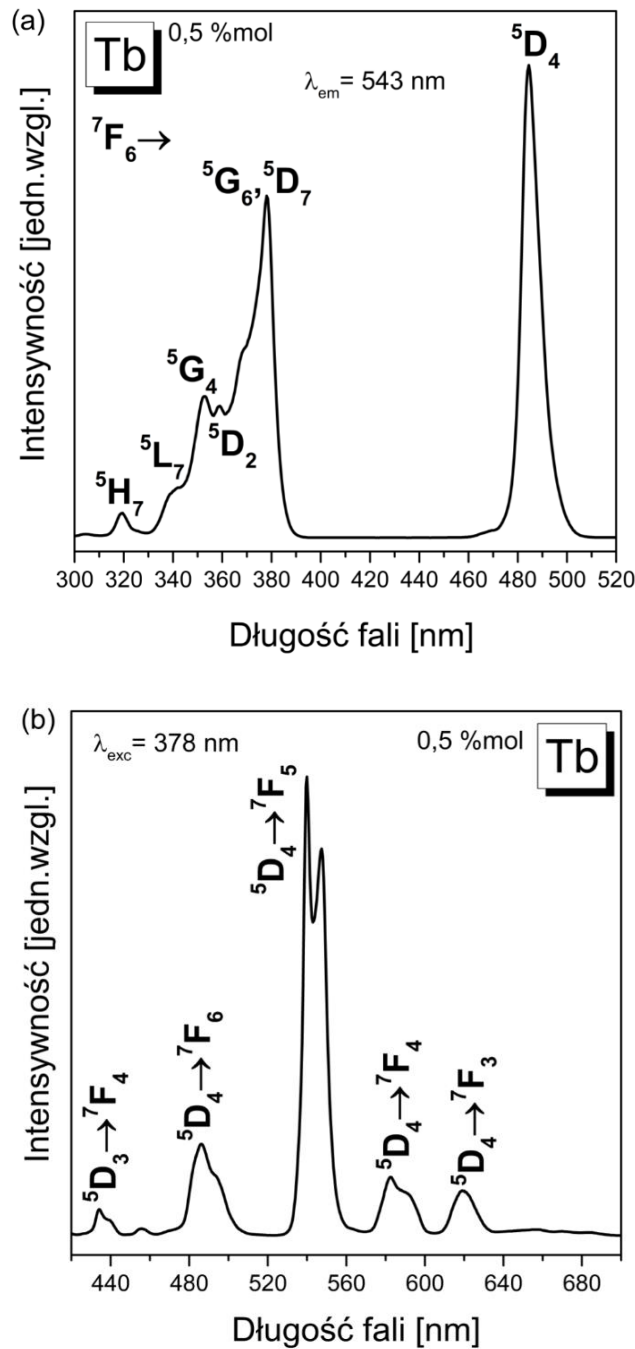 (a)
Tb 0,5 %mol
λem= 543 nm
⁵D₄
⁷F₆→
⁵G₆,⁵D₇
⁵G₄
⁵D₂
⁵L₇
⁵H₇
Intensywność [jedn.wzgl.]
300 320 340 360 380 400 420 440 460 480 500 520
Długość fali [nm]
(b)
λexc= 378 nm
0,5 %mol Tb
⁵D₄→⁷F₅
⁵D₃→⁷F₄
⁵D₄→⁷F₆
⁵D₄→⁷F₄
⁵D₄→⁷F₃
Intensywność [jedn.wzgl.]
440 480 520 560 600 640 680
Długość fali [nm]